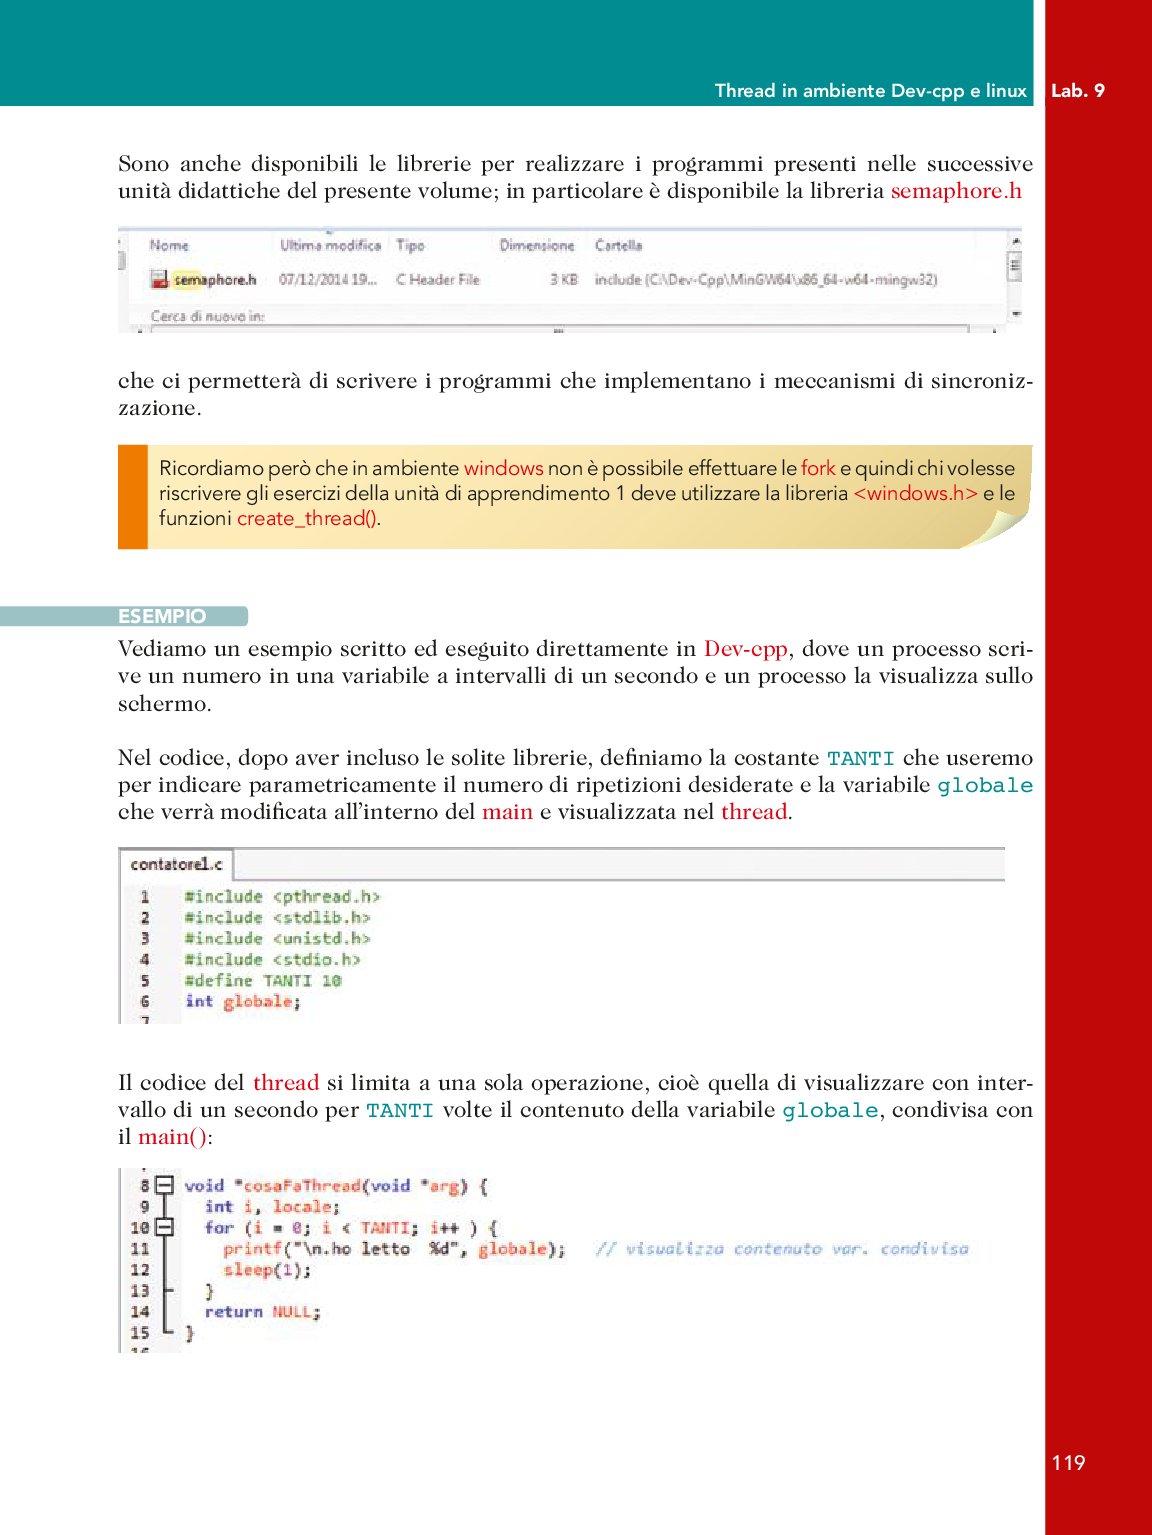 Thread in ambiente Dev-cpp e linux Lab. 9
Sono anche disponibili le librerie per realizzare i programmi presenti nelle successive
unità didattiche del presente volume; in particolare è disponibile la libreria semaphore.h
Nome Ultima modifica Tipo Dimensione Cartella
semaphore.h 07/12/2014 19... C Header File 3 KB include (C:\Dev-Cpp\MinGW64\x86_64-w64-mingw32)
Cerca di nuovo in:
che ci permetterà di scrivere i programmi che implementano i meccanismi di sincroniz-
zazione.
Ricordiamo però che in ambiente windows non è possibile effettuare le fork e quindi chi volesse
riscrivere gli esercizi della unità di apprendimento 1 deve utilizzare la libreria <windows.h> e le
funzioni create_thread().
ESEMPIO
Vediamo un esempio scritto ed eseguito direttamente in Dev-cpp, dove un processo scri-
ve un numero in una variabile a intervalli di un secondo e un processo la visualizza sullo
schermo.
Nel codice, dopo aver incluso le solite librerie, definiamo la costante TANTI che useremo
per indicare parametricamente il numero di ripetizioni desiderate e la variabile globale
che verrà modificata all'interno del main e visualizzata nel thread.
contatore1.c
1 #include <pthread.h>
2 #include <stdlib.h>
3 #include <unistd.h>
4 #include <stdio.h>
5 #define TANTI 10
6 int globale;
7
Il codice del thread si limita a una sola operazione, cioè quella di visualizzare con inter-
vallo di un secondo per TANTI volte il contenuto della variabile globale, condivisa con
il main():
8 void *cosaFaThread(void *arg) {
9 int i, locale;
10 for (i = 0; i < TANTI; i++ ) {
11 printf("\n.ho letto %d", globale); // visualizza contenuto var. condivisa
12 sleep(1);
13 }
14 return NULL;
15 }
16
119